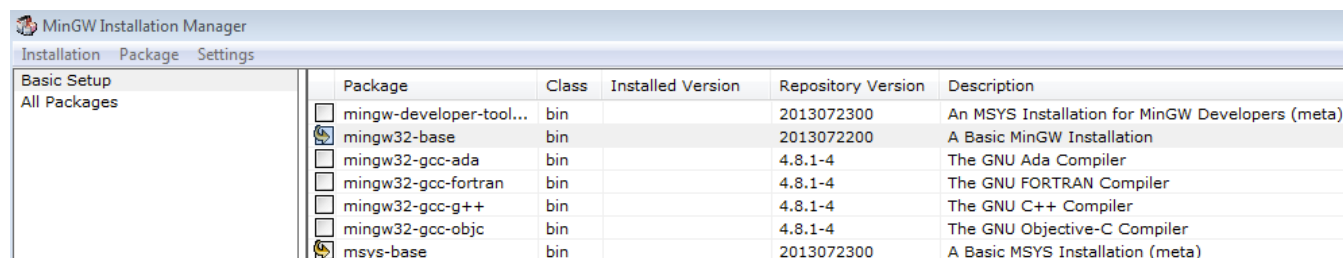 MinGW Installation Manager
Installation Package Settings
Basic Setup
All Packages
Package Class Installed Version Repository Version Description
mingw-developer-tool... bin 2013072300 An MSYS Installation for MinGW Developers (meta)
mingw32-base bin 2013072200 A Basic MinGW Installation
mingw32-gcc-ada bin 4.8.1-4 The GNU Ada Compiler
mingw32-gcc-fortran bin 4.8.1-4 The GNU FORTRAN Compiler
mingw32-gcc-g++ bin 4.8.1-4 The GNU C++ Compiler
mingw32-gcc-objc bin 4.8.1-4 The GNU Objective-C Compiler
msys-base bin 2013072300 A Basic MSYS Installation (meta)